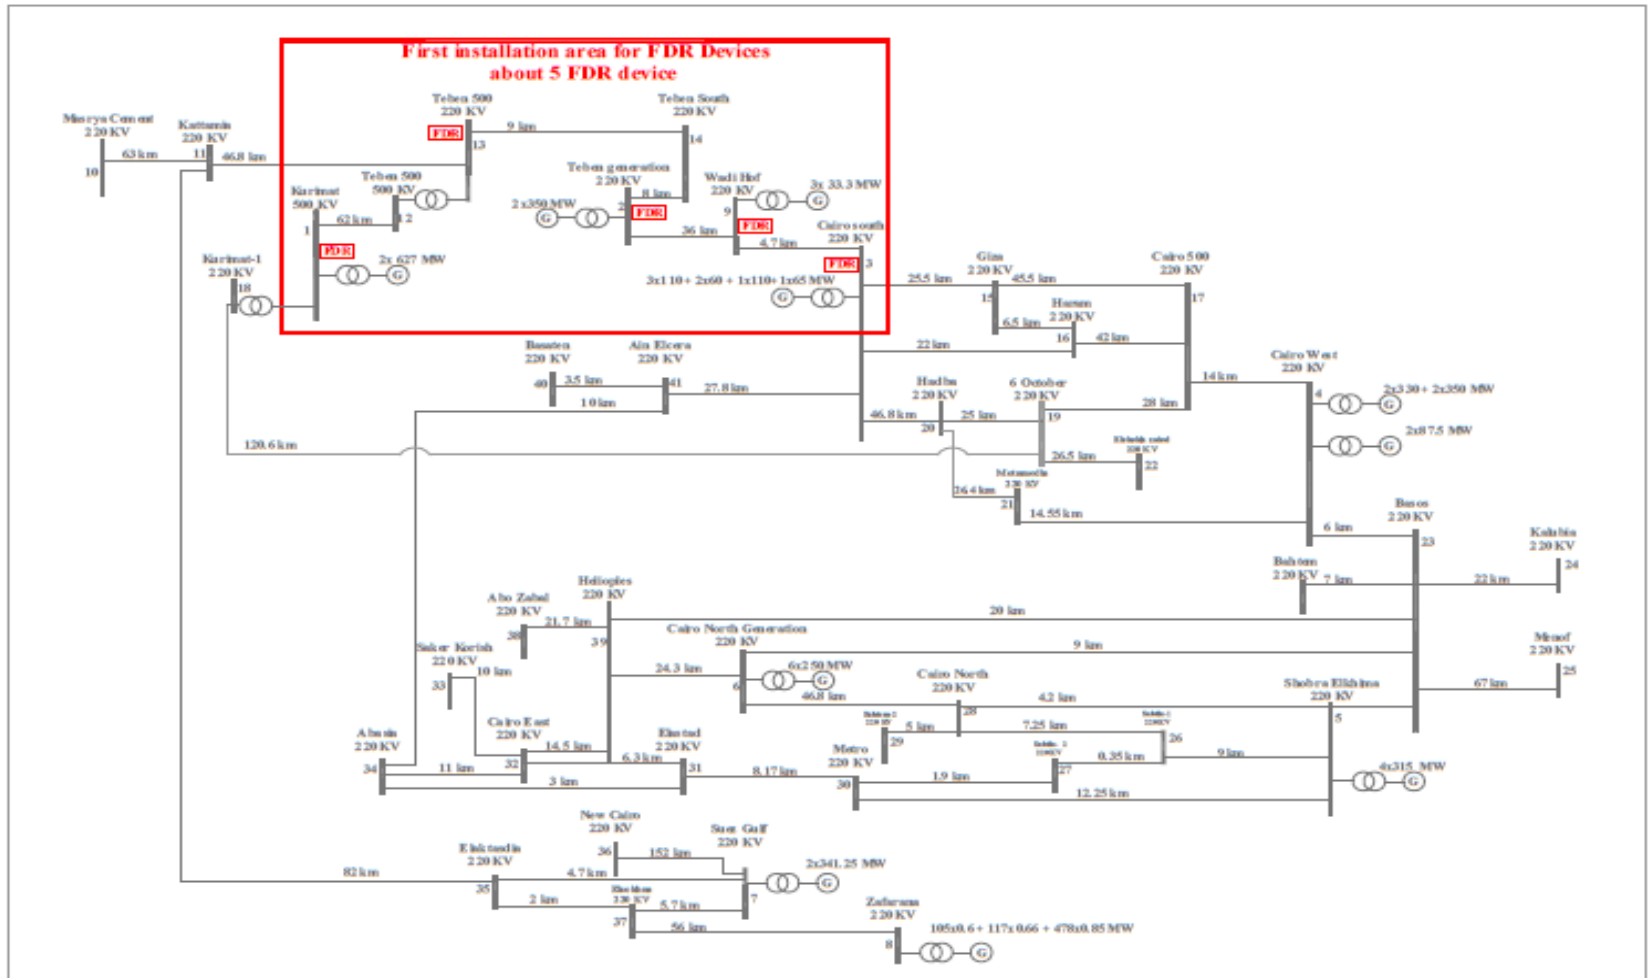 First installation area for FDR Devices
about 5 FDR device
Teben 500
220 KV
Teben South
220 KV
Cement
220 KV
Kattamia
220 KV
63 km
11
46.8 km
10
FDR
9 km
13
14
Teben 500
500 KV
12
Teben generation
220 KV
8 km
2
FDR
2x350 MW
G
36 km
Wadi Hof
220 KV
9
FDR
3x 33.3 MW
G
4.7 km
Cairo south
220 KV
FDR
3
Karimat
500 KV
1
62 km
FDR
2x 627 MW
G
Karimat-1
220 KV
18
3x110+ 2x60 + 1x110+1x65 MW
G
25.5 km
Giza
220 KV
15
45.5 km
Cairo 500
220 KV
17
6.5 km
220 KV
16
42 km
22 km
Basaten
220 KV
40
3.5 km
Ain Elcera
220 KV
41
10 km
27.8 km
Hadba
220 KV
20
46.8 km
25 km
6 October
220 KV
19
28 km
14 km
Cairo West
220 KV
4
2x330+ 2x350 MW
G
2x87.5 MW
G
120.6 km
26.5 km
22
26.4 km
21
14.55 km
6 km
Basos
220 KV
23
Kalubia
220 KV
24
22 km
Bahtem
220 KV
7 km
Helioples
220 KV
39
20 km
Abo Zabal
220 KV
38
21.7 km
Cairo North Generation
220 KV
6
9 km
6x250 MW
G
24.3 km
46.8 km
Menof
220 KV
25
67 km
Saker Korish
220 KV
33
10 km
Cairo North
220 KV
28
4.2 km
Shobra Elkhima
220 KV
5
5 km
29
7.25 km
26
27
0.35 km
9 km
4x315 MW
G
Cairo East
220 KV
32
14.5 km
6.3 km
220 KV
31
220 KV
34
11 km
3 km
8.17 km
Metro
220 KV
30
1.9 km
12.25 km
New Cairo
220 KV
36
152 km
Suez Gulf
220 KV
7
2x341.25 MW
G
220 KV
35
82 km
4.7 km
2 km
37
5.7 km
56 km
Zafarana
220 KV
8
105x0.6 + 117x0.66 + 478x0.85 MW
G